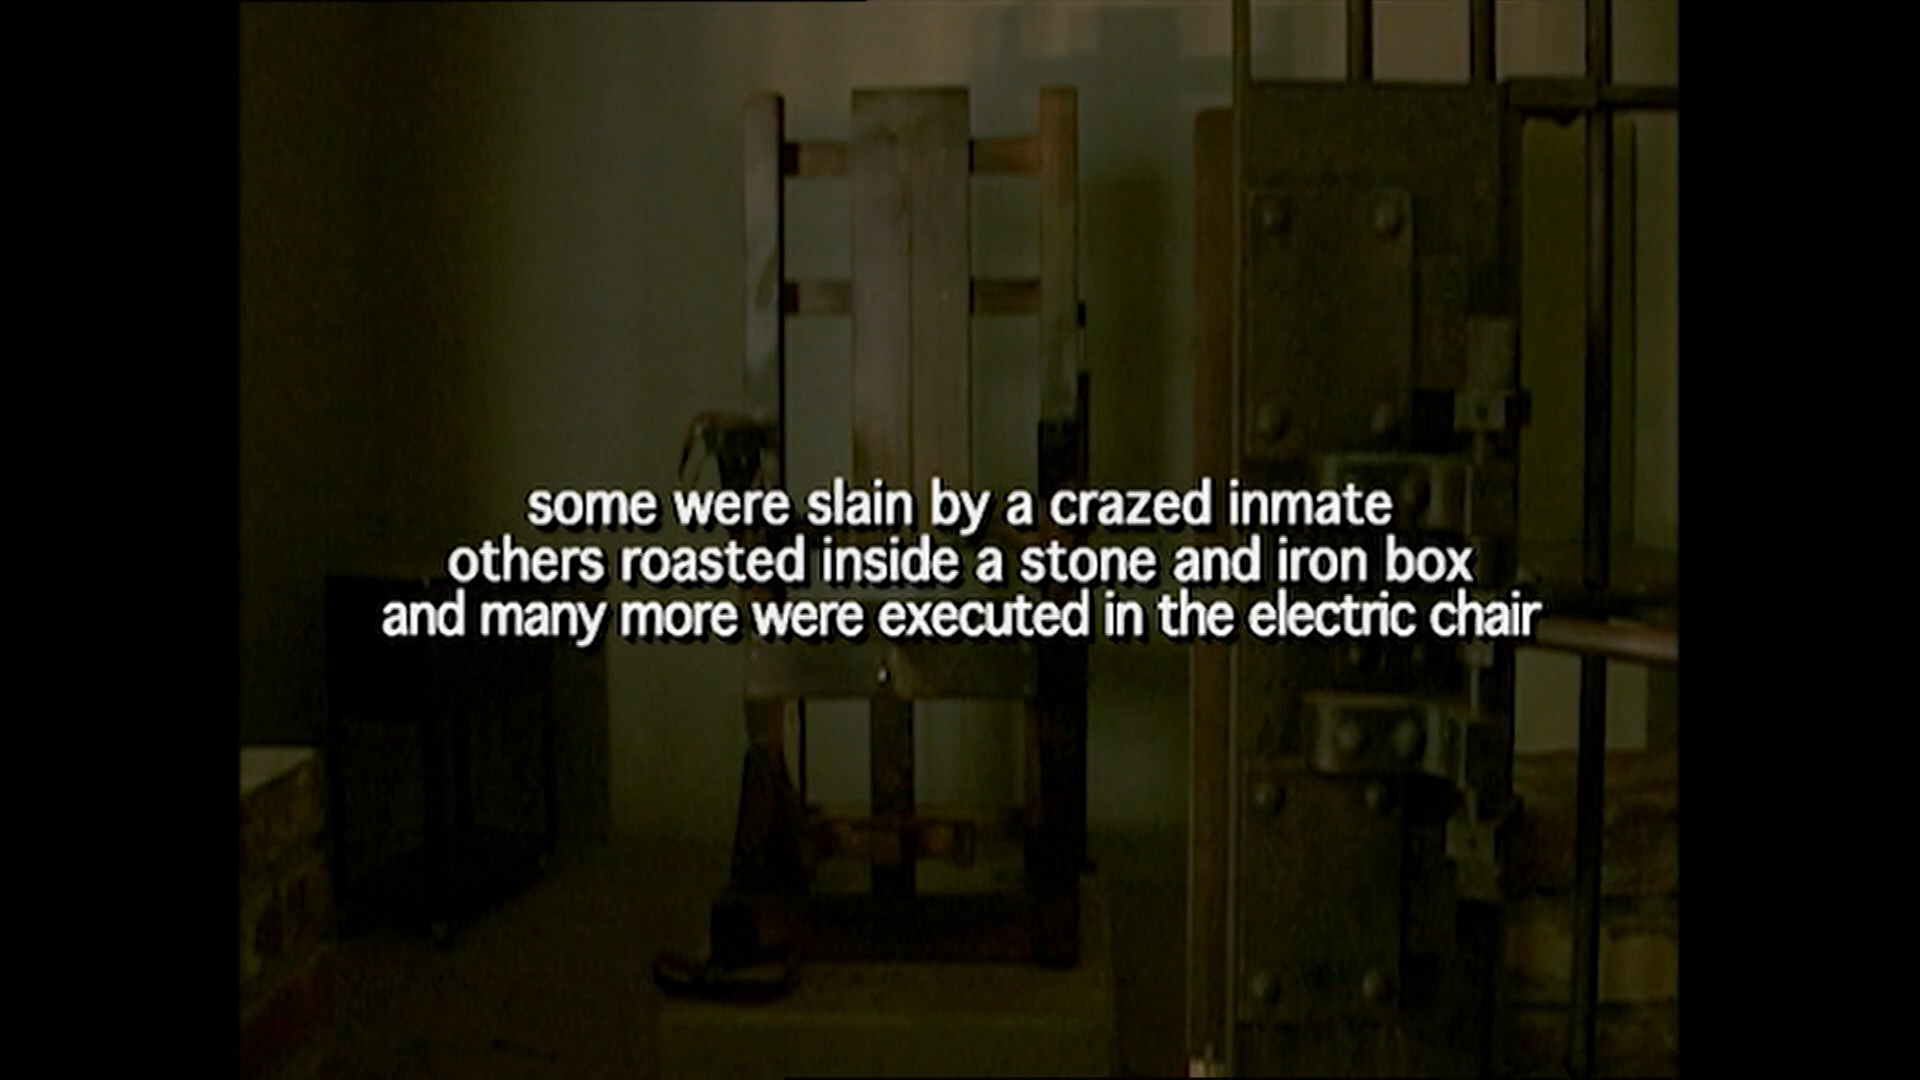 some were slain by a crazed inmate
others roasted inside a stone and iron box
and many more were executed in the electric chair